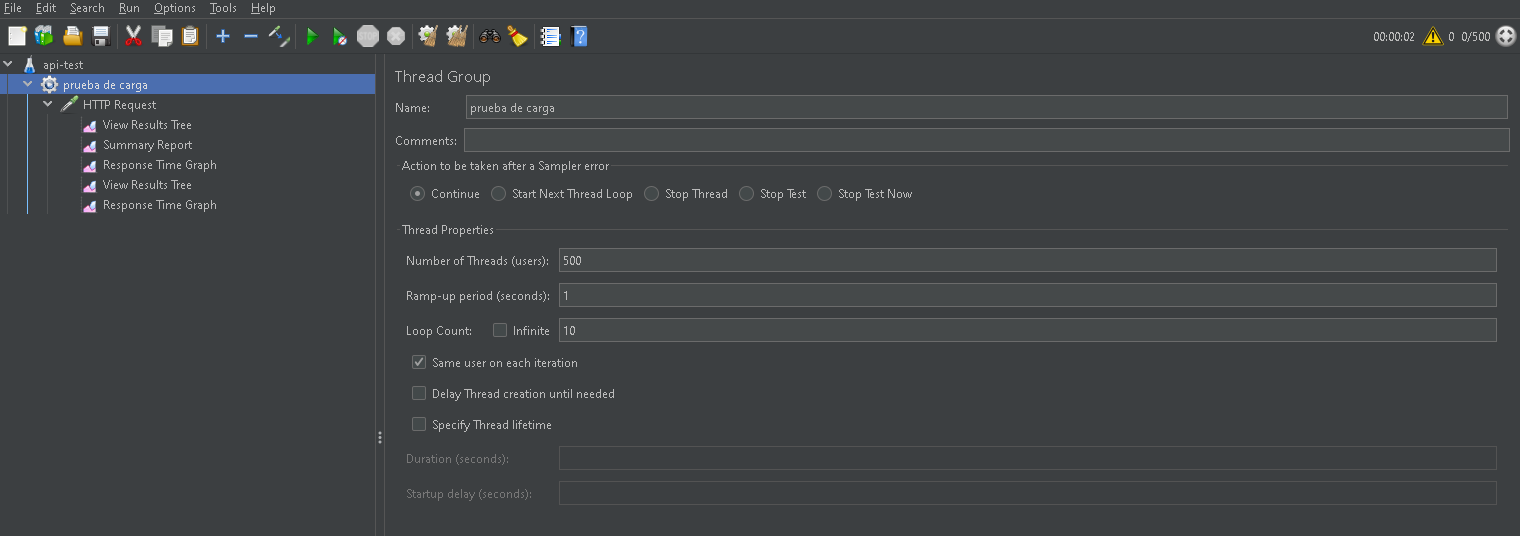 File Edit Search Run Options Tools Help
00:00:02 0 0/500
api-test
prueba de carga
HTTP Request
View Results Tree
Summary Report
Response Time Graph
View Results Tree
Response Time Graph
Thread Group
Name: prueba de carga
Comments:
Action to be taken after a Sampler error
Continue Start Next Thread Loop Stop Thread Stop Test Stop Test Now
Thread Properties
Number of Threads (users): 500
Ramp-up period (seconds): 1
Loop Count: Infinite 10
Same user on each iteration
Delay Thread creation until needed
Specify Thread lifetime
Duration (seconds):
Startup delay (seconds):